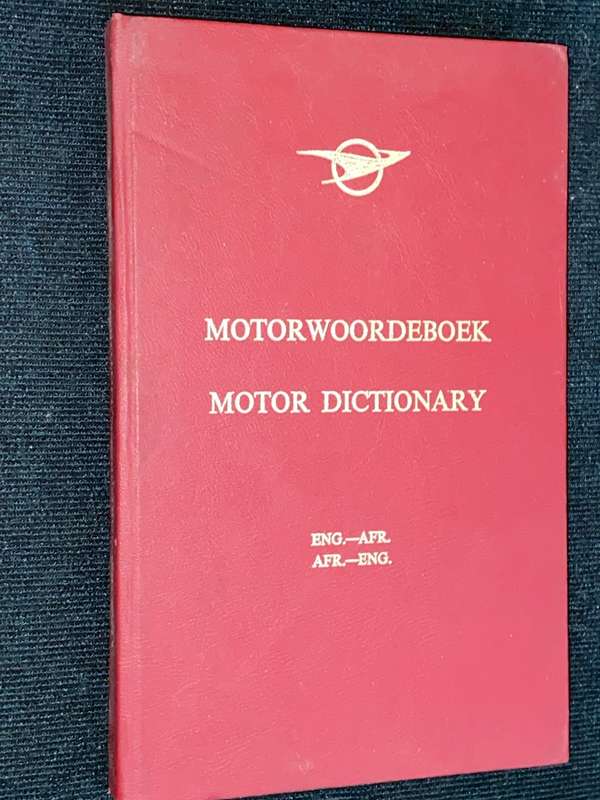 MOTORWOORDEBOEK
MOTOR DICTIONARY
ENG.—AFR.
AFR.—ENG.